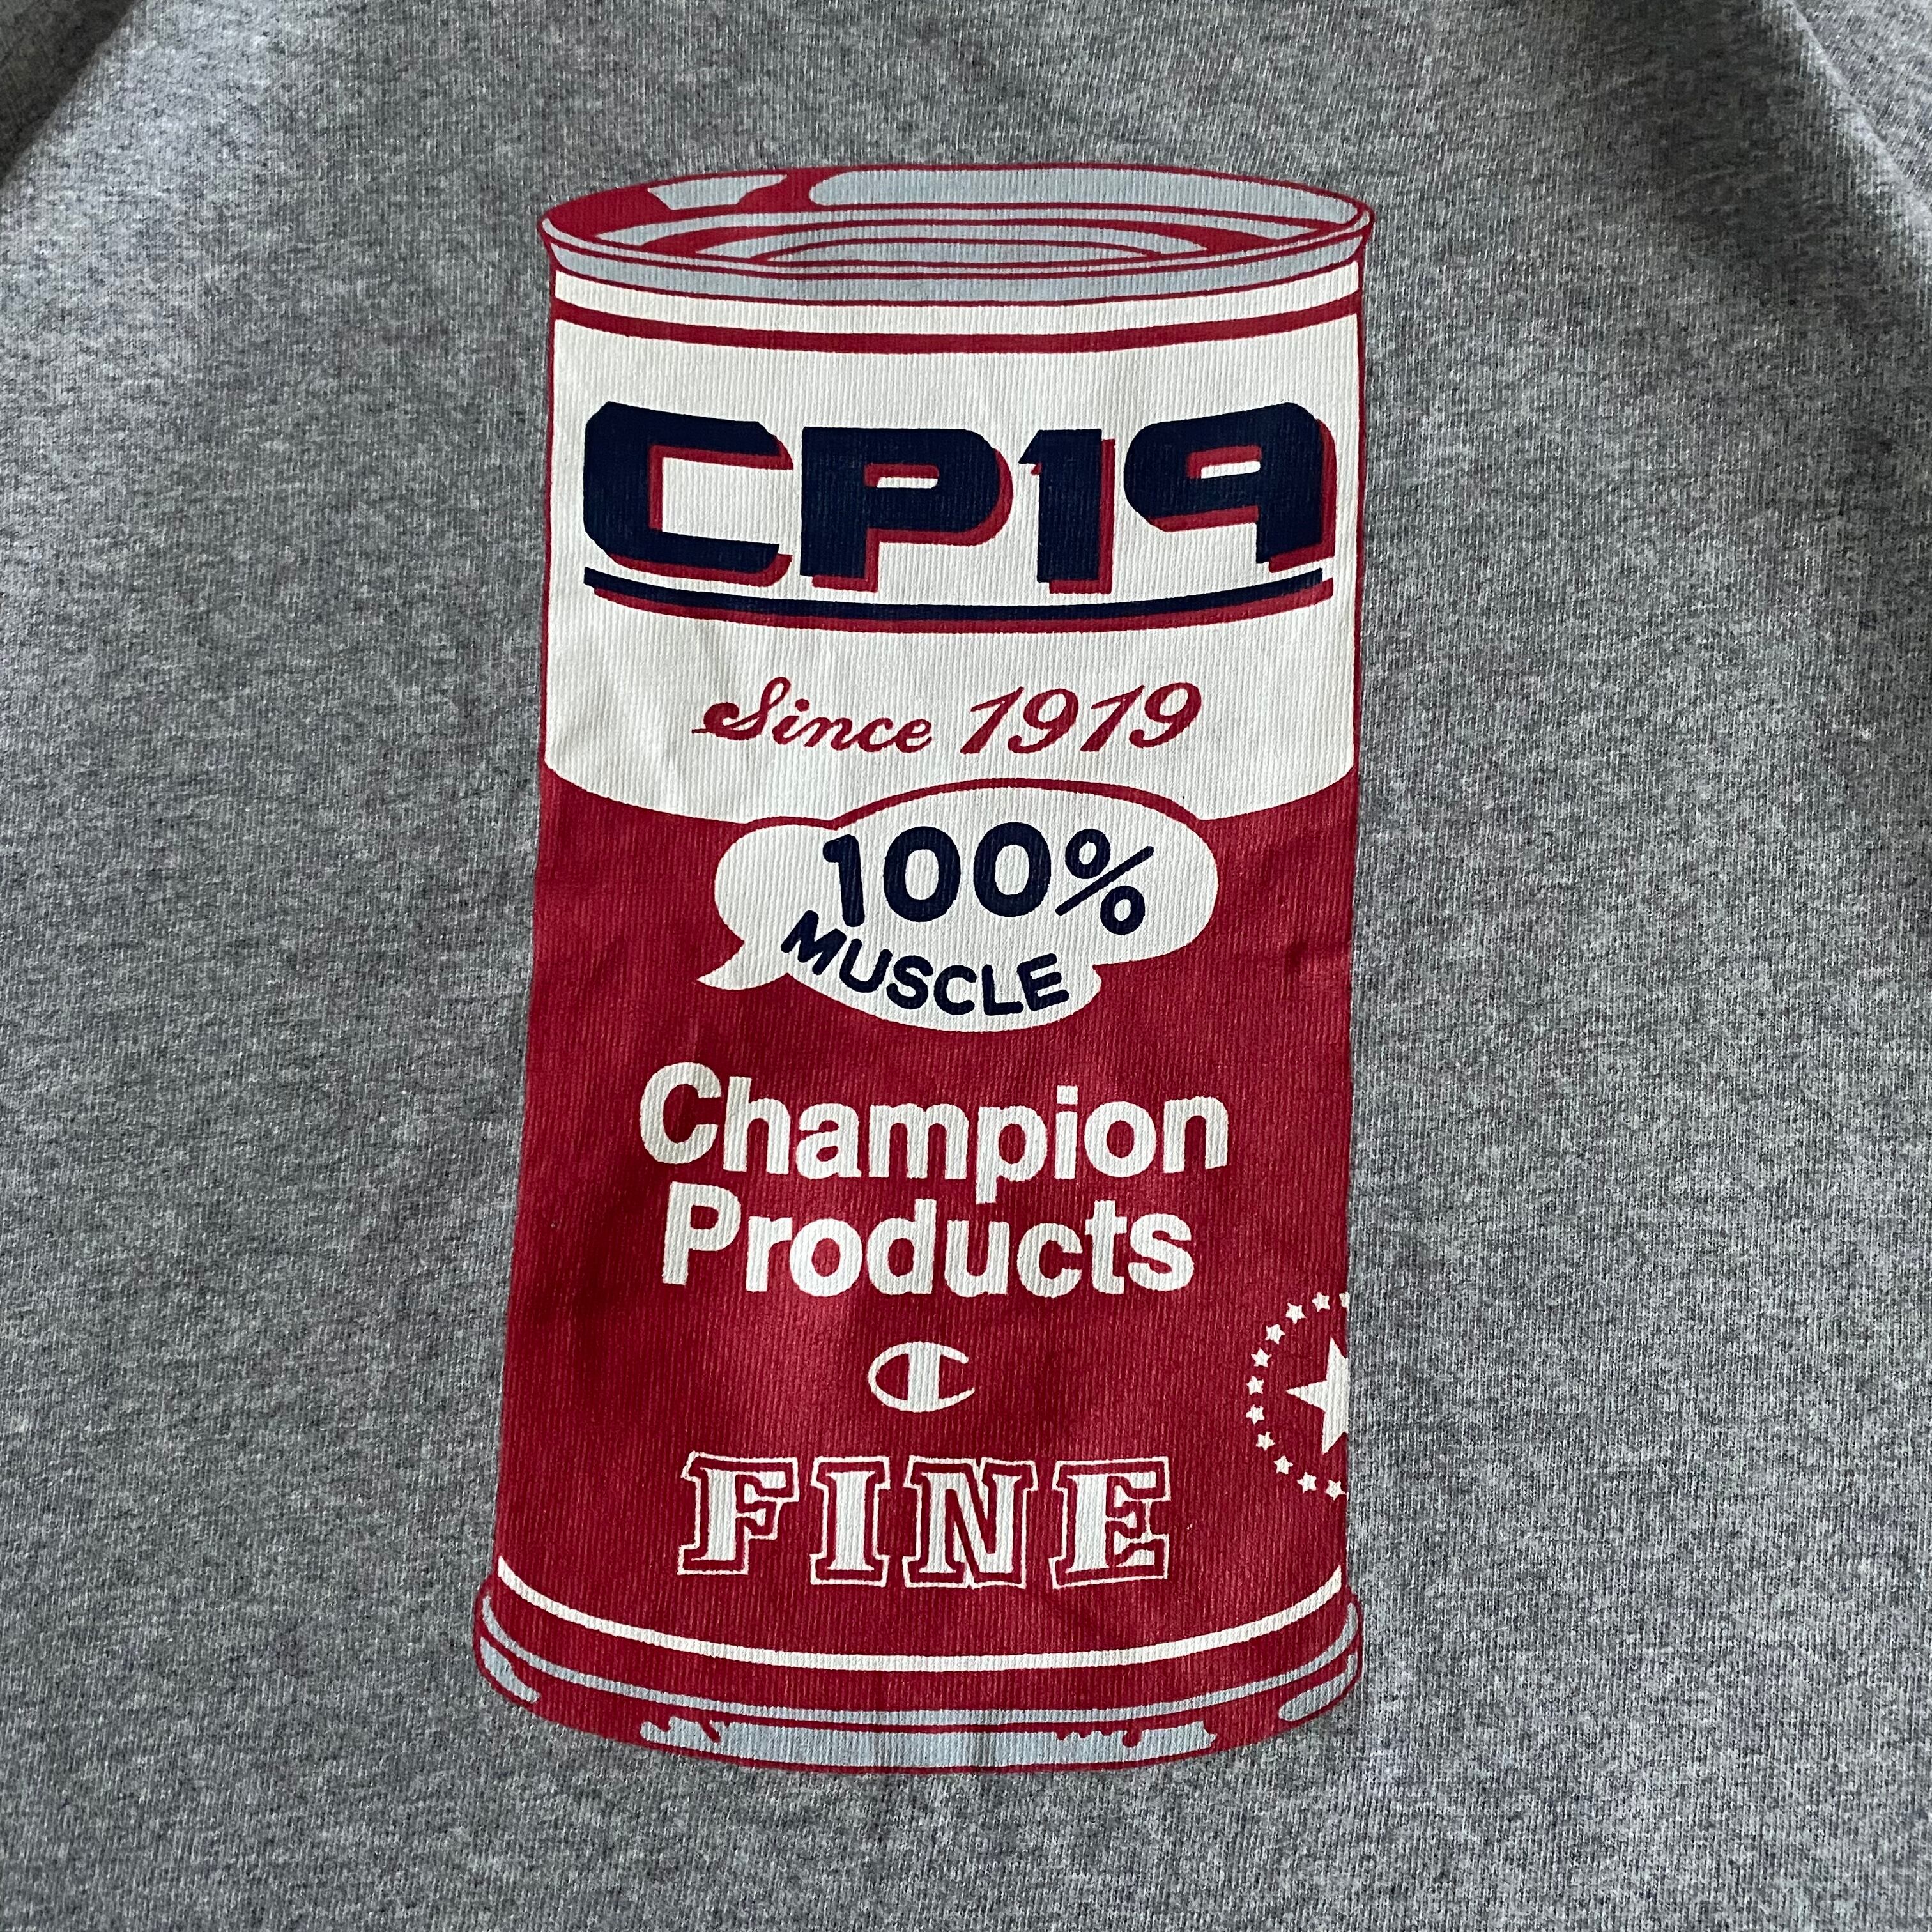 CP19
Since 1919
100%
MUSCLE
Champion
Products
FINE